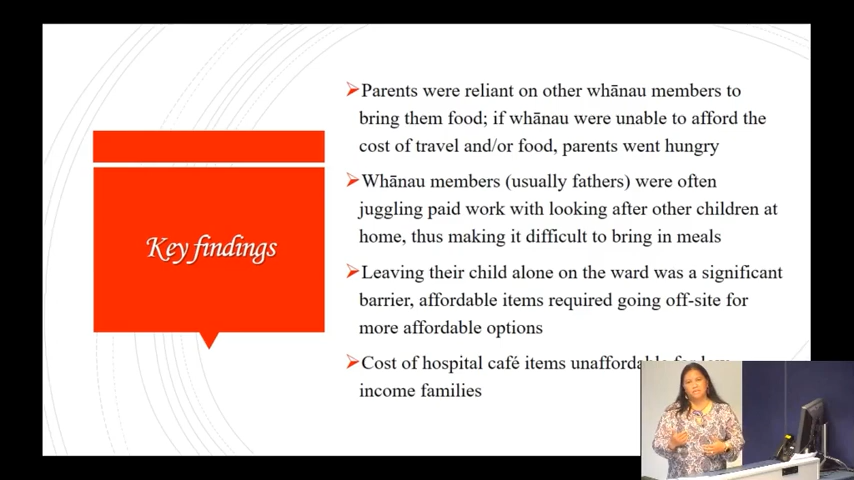 Key findings
Parents were reliant on other whānau members to
bring them food; if whānau were unable to afford the
cost of travel and/or food, parents went hungry
Whānau members (usually fathers) were often
juggling paid work with looking after other children at
home, thus making it difficult to bring in meals
Leaving their child alone on the ward was a significant
barrier, affordable items required going off-site for
more affordable options
Cost of hospital café items unaffordable for low
income families